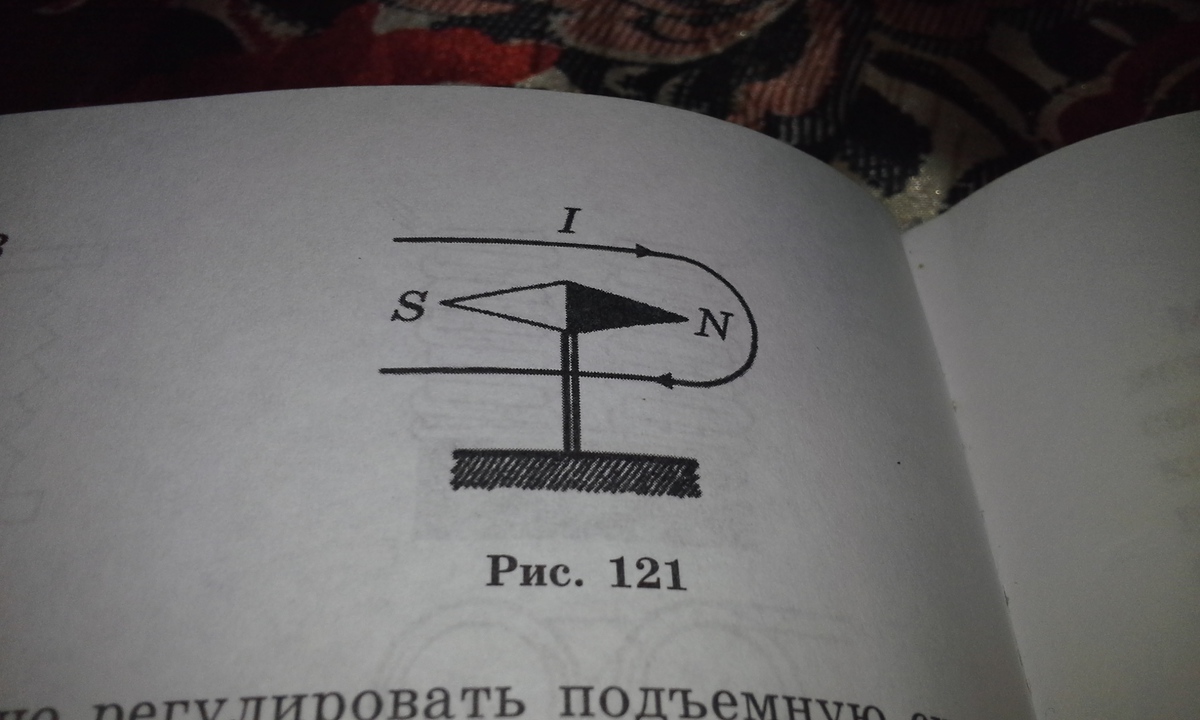 I
S N
Рис. 121
регулировать подъемную